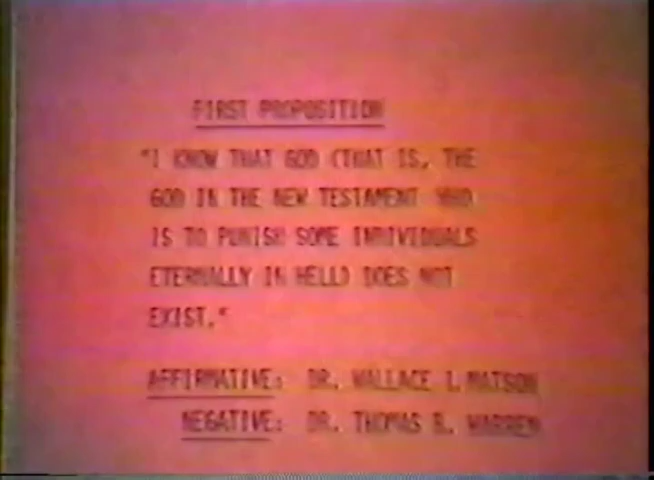 FIRST PROPOSITION
"I KNOW THAT GOD (THAT IS, THE
GOD IN THE NEW TESTAMENT WHO
IS TO PUNISH SOME INDIVIDUALS
ETERNALLY IN HELL) DOES NOT
EXIST."
AFFIRMATIVE: DR. WALLACE I. MATSON
NEGATIVE: DR. THOMAS B. WARREN